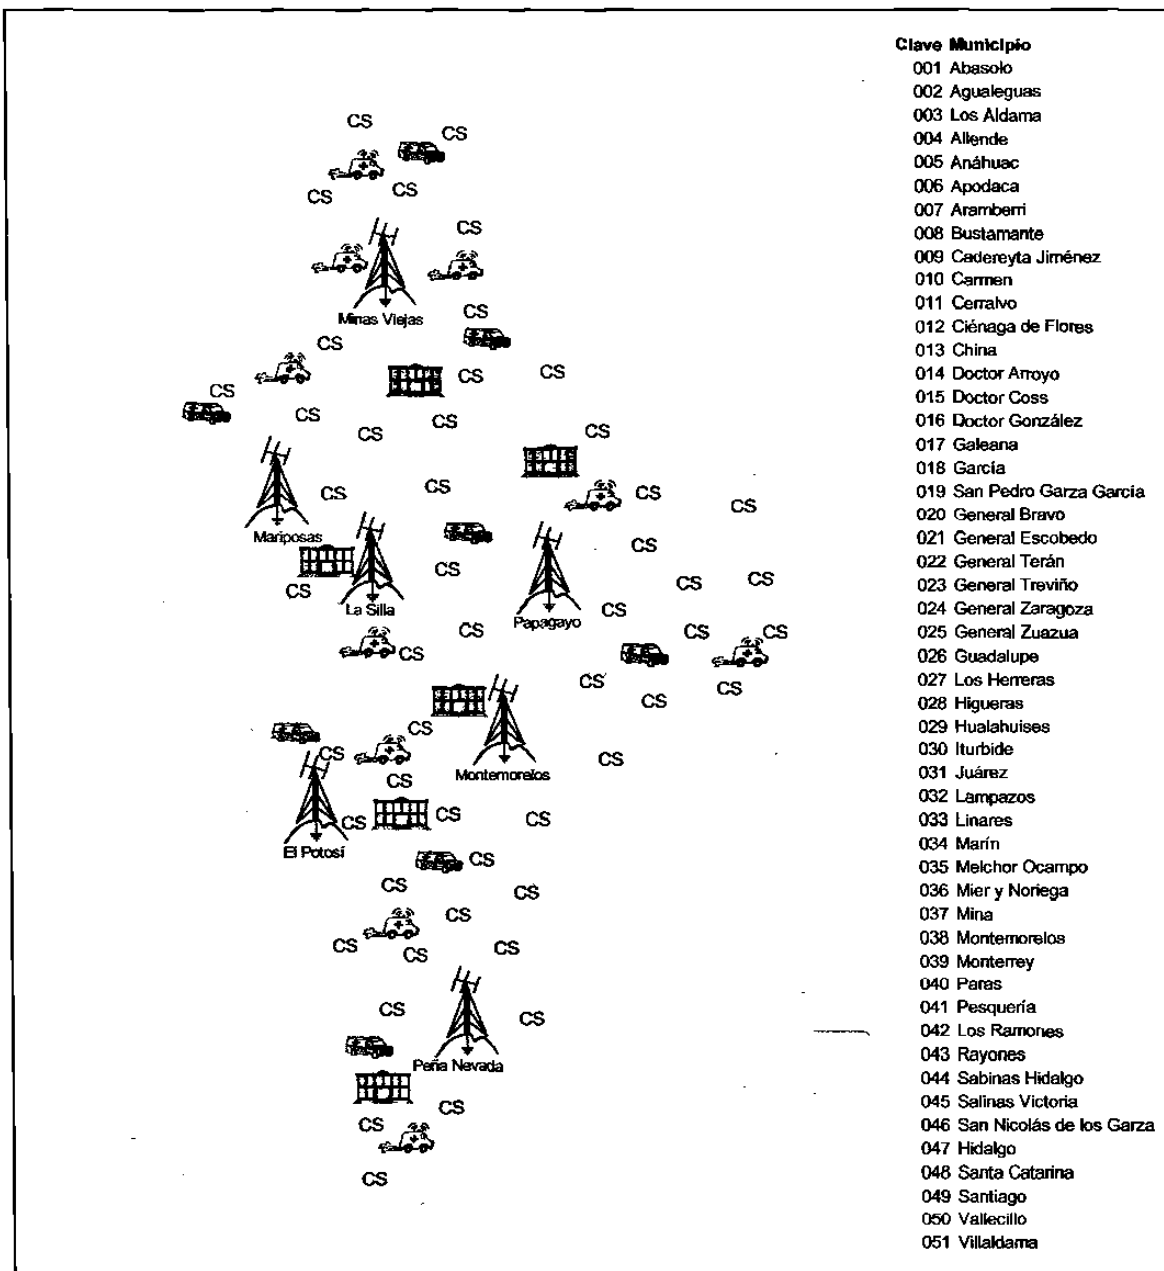 CS
CS
CS
CS
CS
CS
Minas Viejas
CS
CS
CS
CS
CS
CS
CS
CS
CS
CS
CS
CS
Mariposas
CS
CS
CS
CS
CS
La Silla
CS
Papagayo
CS
CS
CS
CS
CS
CS
CS
CS
CS
CS
Montemorelos
CS
CS
CS
CS
El Potosí
CS
CS
CS
CS
CS
CS
CS
CS
CS
Peña Nevada
CS
CS
CS
Clave Municipio
001 Abasolo
002 Agualeguas
003 Los Aldama
004 Allende
005 Anáhuac
006 Apodaca
007 Aramberri
008 Bustamante
009 Cadereyta Jiménez
010 Carmen
011 Cerralvo
012 Ciénaga de Flores
013 China
014 Doctor Arroyo
015 Doctor Coss
016 Doctor González
017 Galeana
018 García
019 San Pedro Garza García
020 General Bravo
021 General Escobedo
022 General Terán
023 General Treviño
024 General Zaragoza
025 General Zuazua
026 Guadalupe
027 Los Herreras
028 Higueras
029 Hualahuises
030 Iturbide
031 Juárez
032 Lampazos
033 Linares
034 Marín
035 Melchor Ocampo
036 Mier y Noriega
037 Mina
038 Montemorelos
039 Monterrey
040 Paras
041 Pesquería
042 Los Ramones
043 Rayones
044 Sabinas Hidalgo
045 Salinas Victoria
046 San Nicolás de los Garza
047 Hidalgo
048 Santa Catarina
049 Santiago
050 Vallecillo
051 Villaldama